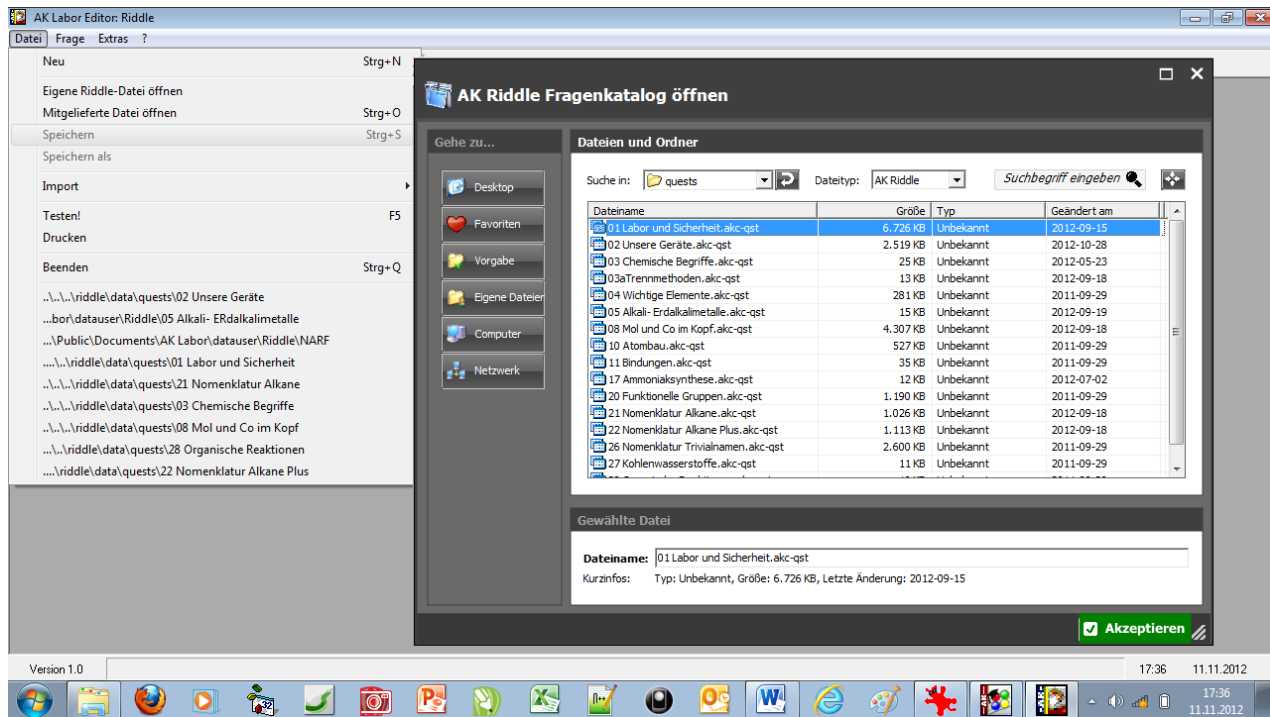 AK Labor Editor: Riddle
Datei Frage Extras ?
Neu Strg+N
Eigene Riddle-Datei öffnen
Mitgelieferte Datei öffnen Strg+O
Speichern Strg+S
Speichern als
Import
Testen! F5
Drucken
Beenden Strg+Q
..\..\..\riddle\data\quests\02 Unsere Geräte
...bor\datauser\Riddle\05 Alkali- ERdalkalimetalle
...\Public\Documents\AK Labor\datauser\Riddle\NARF
....\..\riddle\data\quests\01 Labor und Sicherheit
..\..\..\riddle\data\quests\21 Nomenklatur Alkane
..\..\..\riddle\data\quests\03 Chemische Begriffe
..\..\..\riddle\data\quests\08 Mol und Co im Kopf
...\..\riddle\data\quests\28 Organische Reaktionen
....\riddle\data\quests\22 Nomenklatur Alkane Plus
AK Riddle Fragenkatalog öffnen
Gehe zu...
Desktop
Favoriten
Vorgabe
Eigene Dateien
Computer
Netzwerk
Dateien und Ordner
Suche in: quests Dateityp: AK Riddle Suchbegriff eingeben
Dateiname Größe Typ Geändert am
01 Labor und Sicherheit.akc-qst 6.726 KB Unbekannt 2012-09-15
02 Unsere Geräte.akc-qst 2.519 KB Unbekannt 2012-10-28
03 Chemische Begriffe.akc-qst 25 KB Unbekannt 2012-05-23
03aTrennmethoden.akc-qst 13 KB Unbekannt 2012-09-18
04 Wichtige Elemente.akc-qst 281 KB Unbekannt 2011-09-29
05 Alkali- Erdalkalimetalle.akc-qst 15 KB Unbekannt 2012-09-19
08 Mol und Co im Kopf.akc-qst 4.307 KB Unbekannt 2012-09-18
10 Atombau.akc-qst 527 KB Unbekannt 2011-09-29
11 Bindungen.akc-qst 35 KB Unbekannt 2011-09-29
17 Ammoniaksynthese.akc-qst 12 KB Unbekannt 2012-07-02
20 Funktionelle Gruppen.akc-qst 1.190 KB Unbekannt 2011-09-29
21 Nomenklatur Alkane.akc-qst 1.026 KB Unbekannt 2012-09-18
22 Nomenklatur Alkane Plus.akc-qst 1.113 KB Unbekannt 2012-09-18
26 Nomenklatur Trivialnamen.akc-qst 2.600 KB Unbekannt 2011-09-29
27 Kohlenwasserstoffe.akc-qst 11 KB Unbekannt 2011-09-29
Gewählte Datei
Dateiname: 01 Labor und Sicherheit.akc-qst
Kurzinfos: Typ: Unbekannt, Größe: 6.726 KB, Letzte Änderung: 2012-09-15
Akzeptieren
Version 1.0 17:36 11.11.2012
17:36
11.11.2012